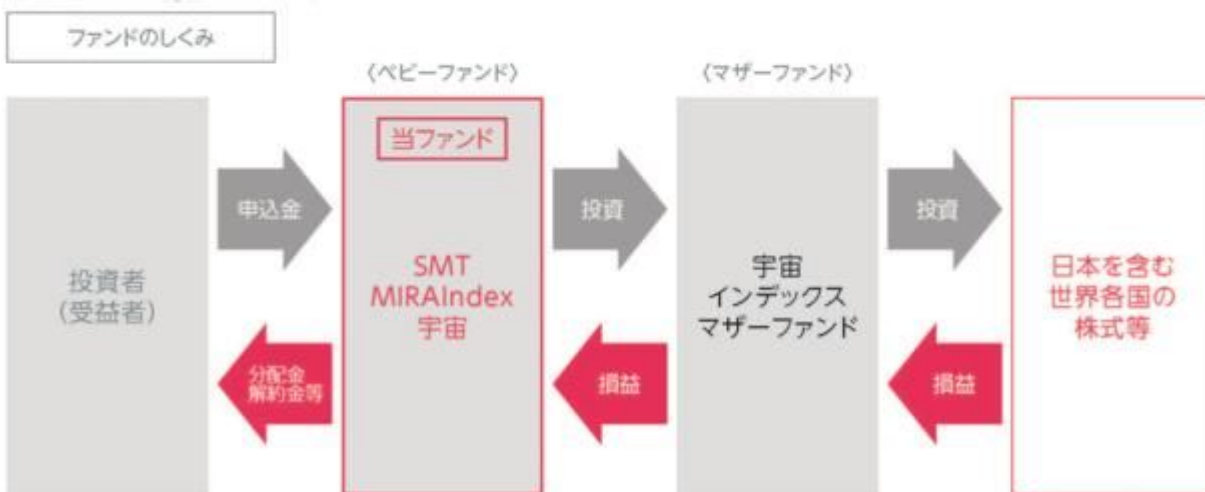 ファンドのしくみ
〈ベビーファンド〉
〈マザーファンド〉
投資者
(受益者)
申込金
分配金
解約金等
当ファンド
SMT
MIRAIndex
宇宙
投資
損益
宇宙
インデックス
マザーファンド
投資
損益
日本を含む
世界各国の
株式等